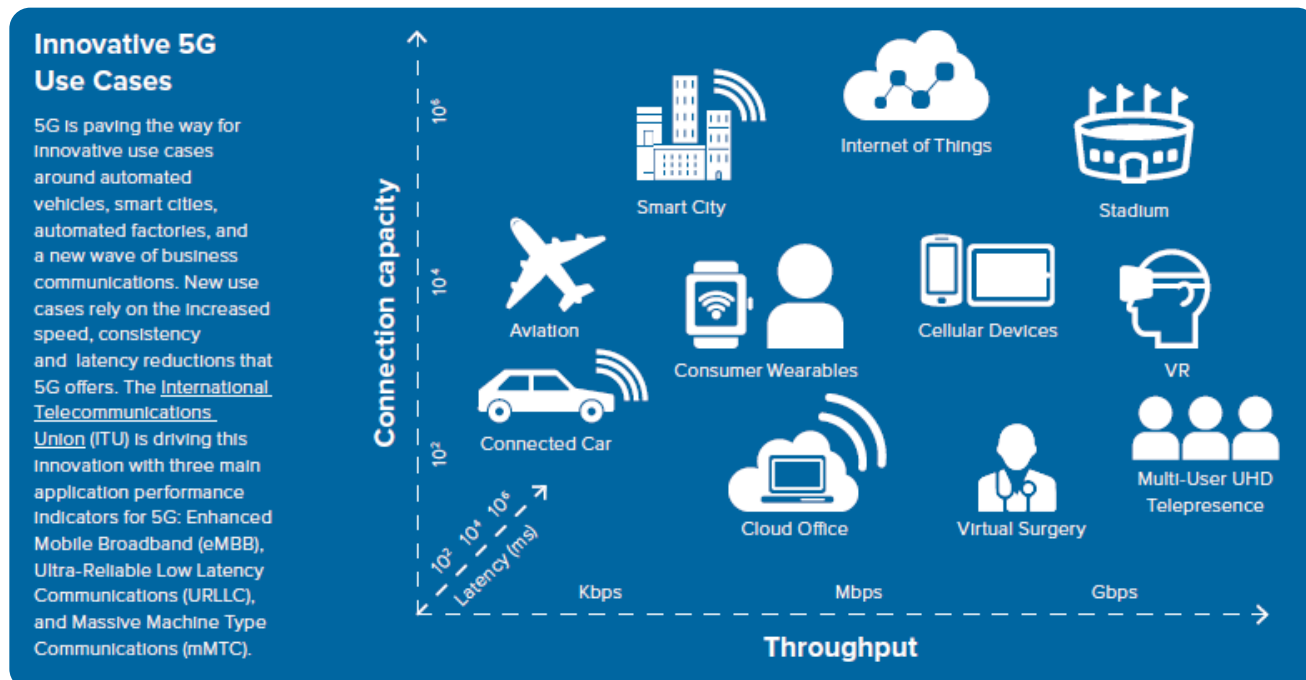 Innovative 5G
Use Cases
5G is paving the way for
innovative use cases
around automated
vehicles, smart cities,
automated factories, and
a new wave of business
communications. New use
cases rely on the increased
speed, consistency
and latency reductions that
5G offers. The International
Telecommunications
Union (ITU) is driving this
innovation with three main
application performance
indicators for 5G: Enhanced
Mobile Broadband (eMBB),
Ultra-Reliable Low Latency
Communications (URLLC),
and Massive Machine Type
Communications (mMTC).
Connection capacity
10⁶
10⁴
10²
Internet of Things
Smart City
Stadium
Aviation
Cellular Devices
Consumer Wearables
VR
Connected Car
Multi-User UHD
Telepresence
Cloud Office
Virtual Surgery
10² 10⁴ 10⁶
Latency (ms)
Kbps
Mbps
Gbps
Throughput